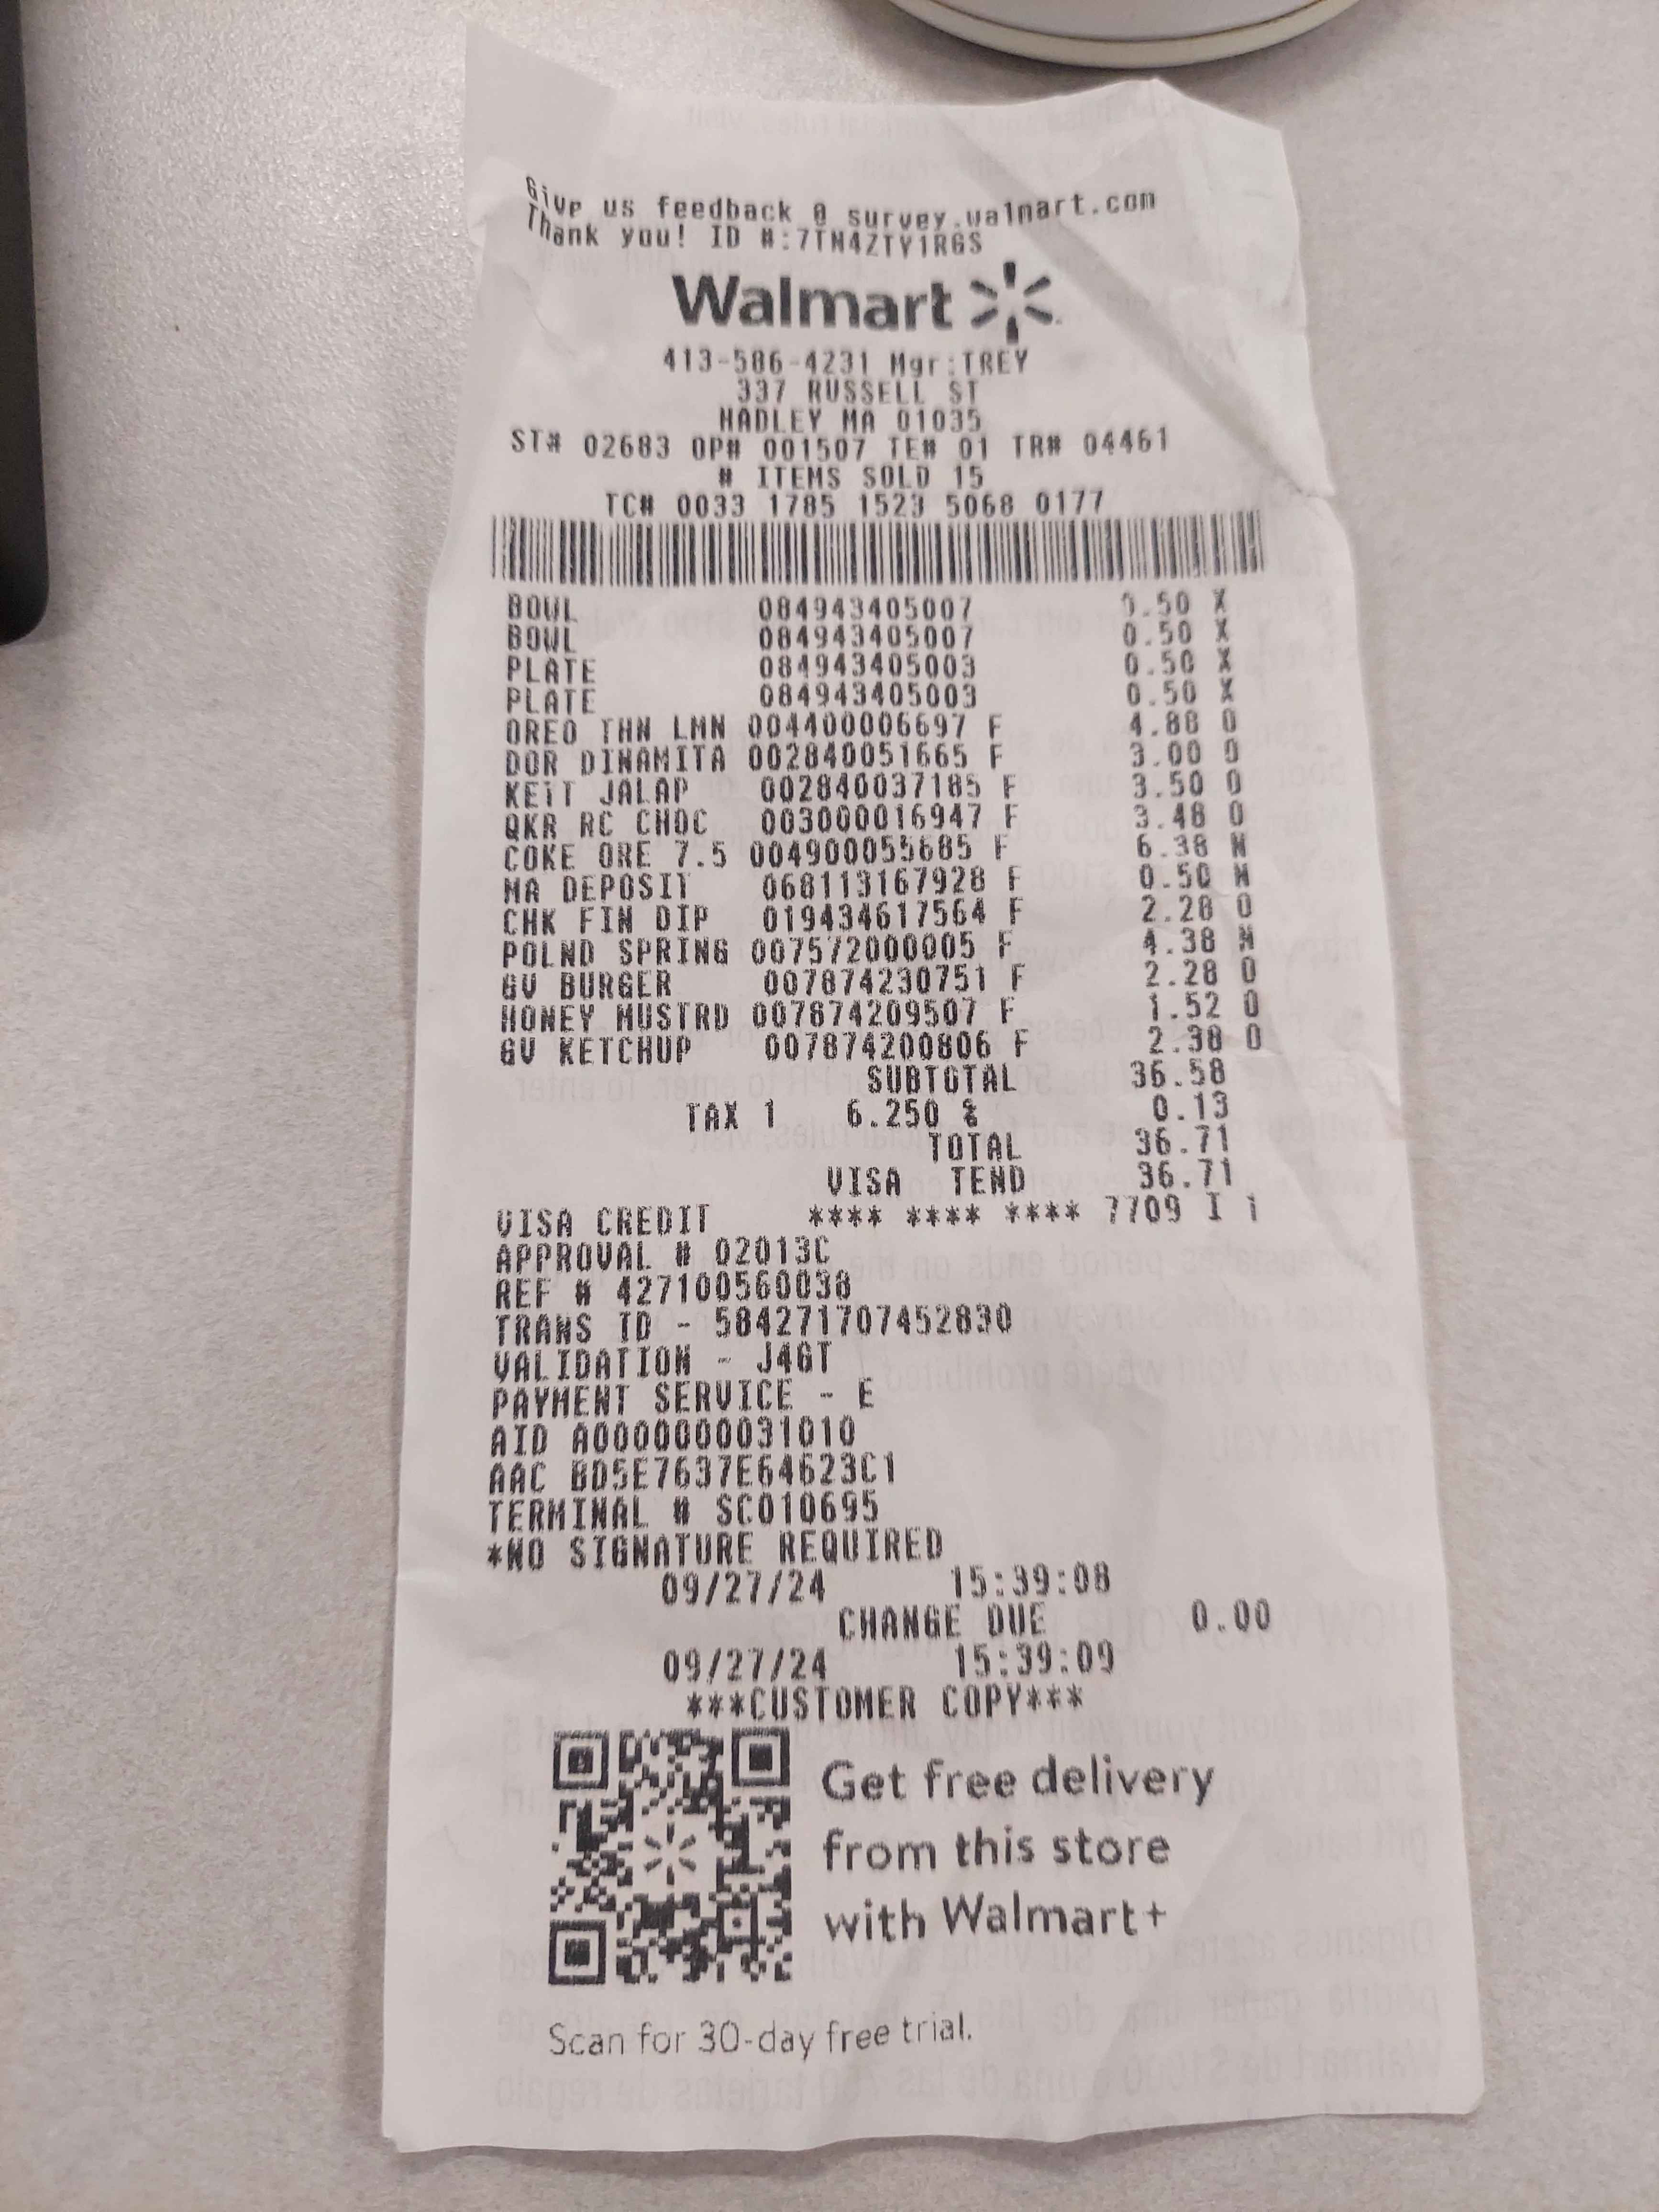 Give us feedback @ survey.walmart.com
Thank you! ID #:7TN4ZTY1RGS
Walmart
413-586-4231 Mgr:TREY
337 RUSSELL ST
HADLEY MA 01035
ST# 02683 OP# 001507 TE# 01 TR# 04461
# ITEMS SOLD 15
TC# 0033 1785 1523 5068 0177
BOWL 084943405007 0.50 X
BOWL 084943405007 0.50 X
PLATE 084943405003 0.50 X
PLATE 084943405003 0.50 X
OREO THN LMN 004400006697 F 4.88 O
DOR DINAMITA 002840051665 F 3.00 O
KETT JALAP 002840037185 F 3.50 O
QKR RC CHOC 003000016947 F 3.48 O
COKE ORE 7.5 004900055685 F 6.38 N
MA DEPOSIT 068113167928 F 0.50 N
CHK FIN DIP 019434617564 F 2.28 O
POLND SPRING 007572000005 F 4.38 N
GV BURGER 007874230751 F 2.28 O
HONEY MUSTRD 007874209507 F 1.52 O
GV KETCHUP 007874200806 F 2.38 O
SUBTOTAL 36.58
TAX 1 6.250 % 0.13
TOTAL 36.71
VISA TEND 36.71
VISA CREDIT **** **** **** 7709 I 1
APPROVAL # 02013C
REF # 427100560038
TRANS ID - 584271707452830
VALIDATION - J4GT
PAYMENT SERVICE - E
AID A0000000031010
AAC BD5E7637E64623C1
TERMINAL # SC010695
*NO SIGNATURE REQUIRED
09/27/24 15:39:08
CHANGE DUE 0.00
09/27/24 15:39:09
***CUSTOMER COPY***
Get free delivery
from this store
with Walmart+
Scan for 30-day free trial.